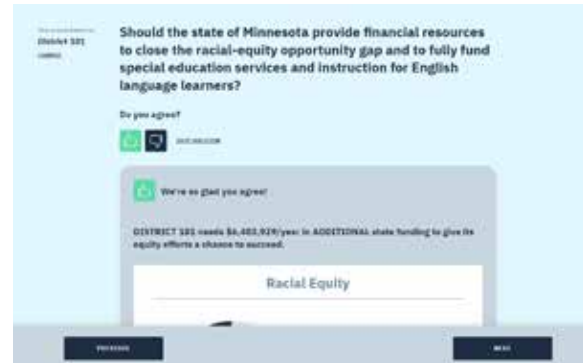 District 101
Should the state of Minnesota provide financial resources
to close the racial-equity opportunity gap and to fully fund
special education services and instruction for English
language learners?
Do you agree?
We're so glad you agree!
DISTRICT 101 needs $6,403,929/year in ADDITIONAL state funding to give its
equity efforts a chance to succeed.
Racial Equity
PREVIOUS
NEXT